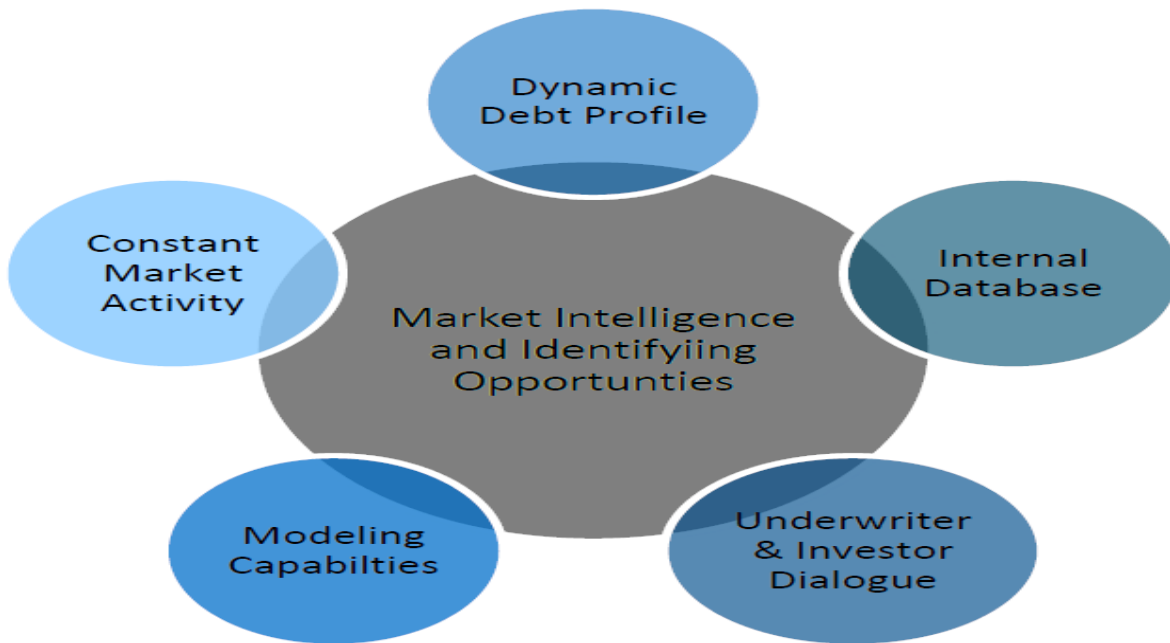 Dynamic
Debt Profile
Constant
Market
Activity
Internal
Database
Market Intelligence
and Identifyiing
Opportunties
Modeling
Capabilties
Underwriter
& Investor
Dialogue